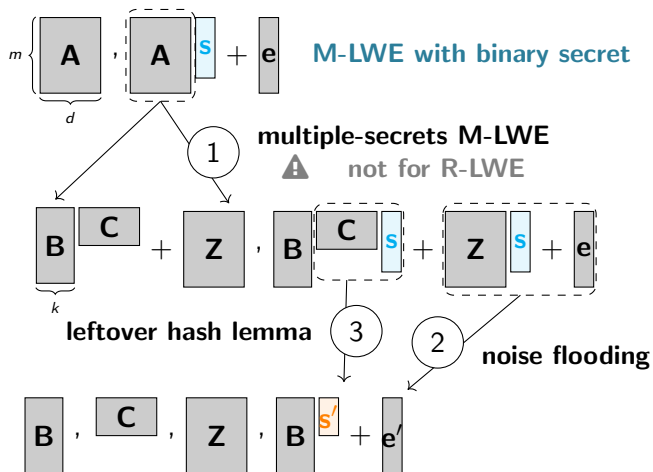 m A , A s + e M-LWE with binary secret
d
1 multiple-secrets M-LWE
not for R-LWE
B C + Z , B C s + Z s + e
k
leftover hash lemma 3 2 noise flooding
B , C , Z , B s′ + e′